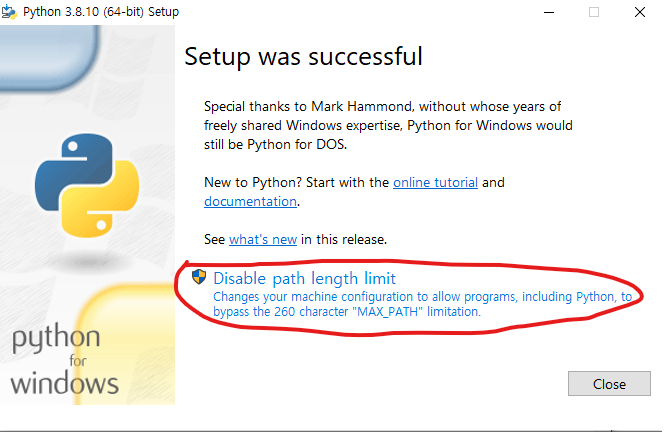 Python 3.8.10 (64-bit) Setup
Setup was successful
Special thanks to Mark Hammond, without whose years of
freely shared Windows expertise, Python for Windows would
still be Python for DOS.
New to Python? Start with the online tutorial and
documentation.
See what's new in this release.
Disable path length limit
Changes your machine configuration to allow programs, including Python, to
bypass the 260 character "MAX_PATH" limitation.
python
for
windows
Close